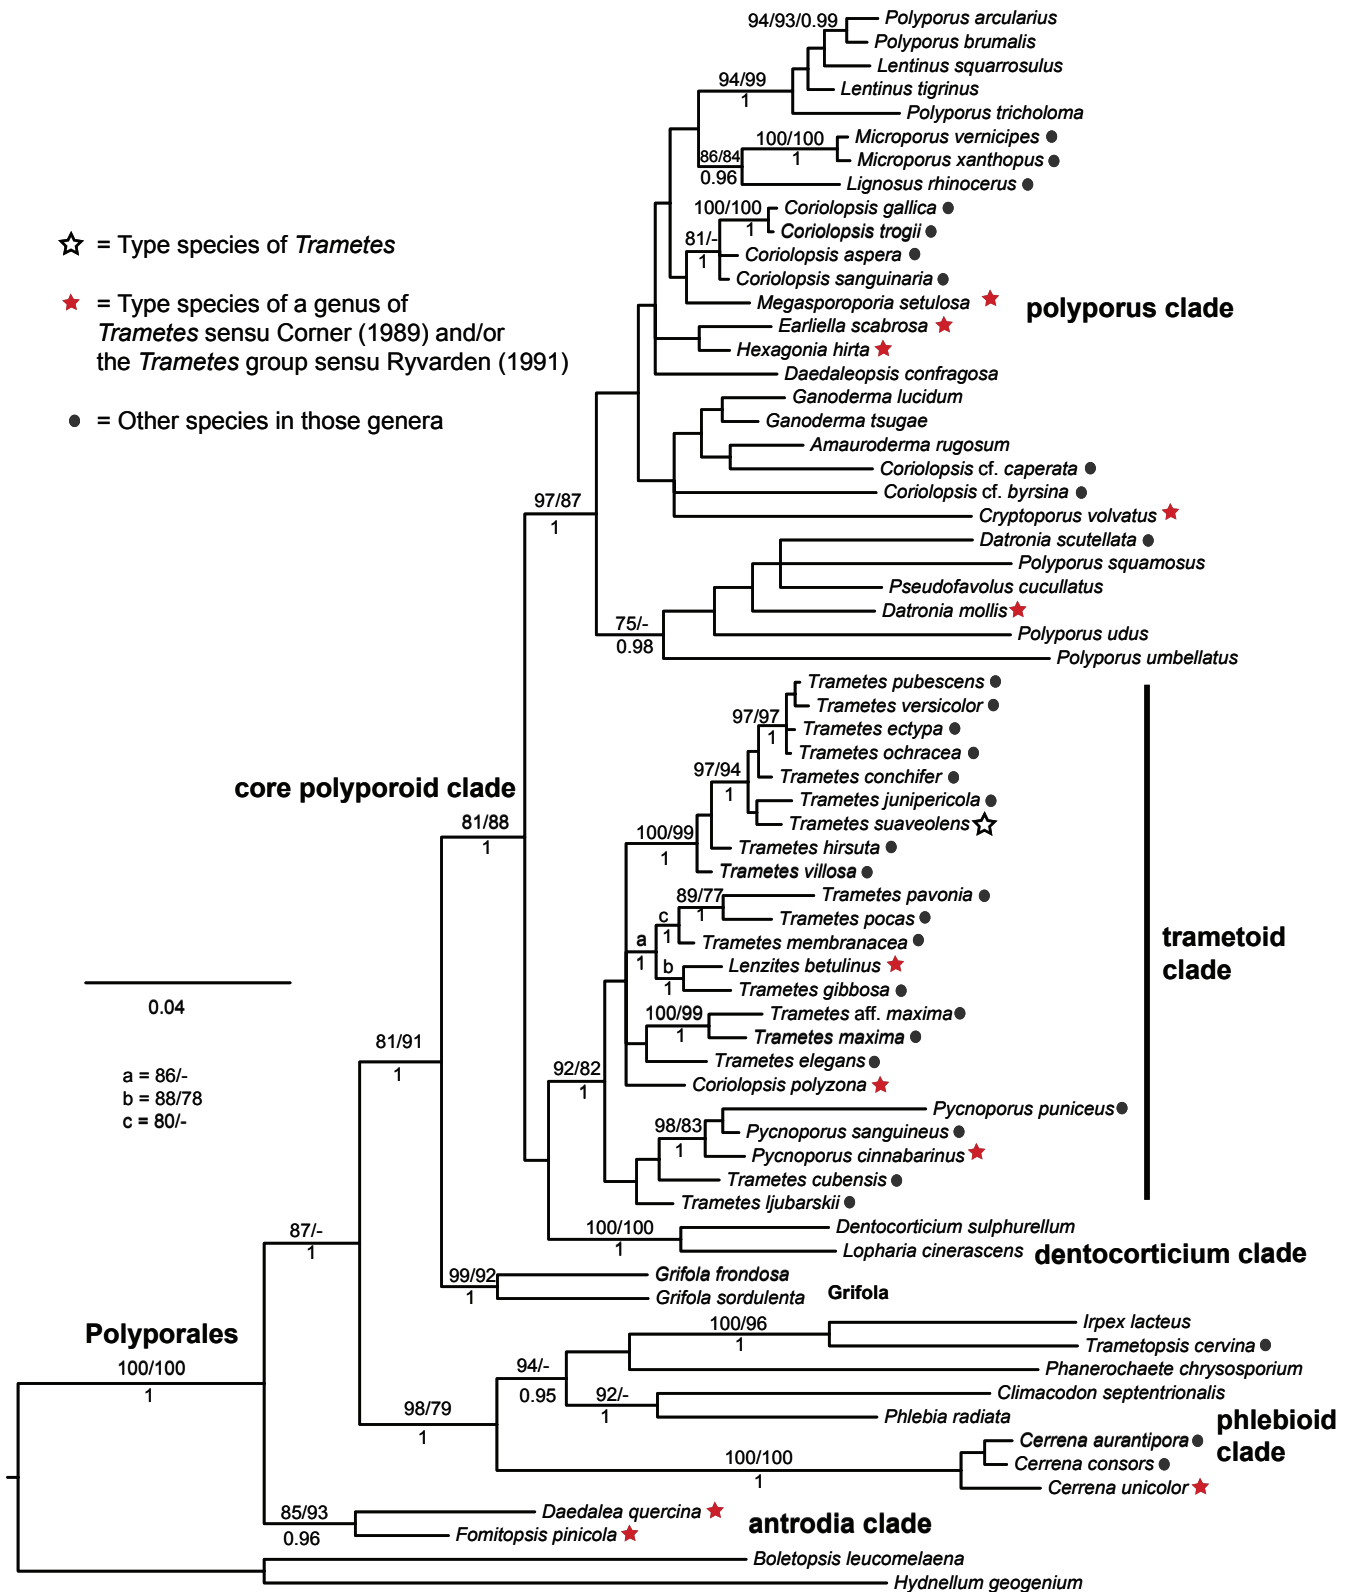 94/93/0.99
Polyporus arcularius
Polyporus brumalis
Lentinus squarrosulus
94/99
1
Lentinus tigrinus
Polyporus tricholoma
100/100
1
Microporus vernicipes
Microporus xanthopus
86/84
0.96
Lignosus rhinocerus
100/100
1
Coriolopsis gallica
Coriolopsis trogii
81/-
1
Coriolopsis aspera
Coriolopsis sanguinaria
Megasporoporia setulosa
polyporus clade
Earliella scabrosa
Hexagonia hirta
Daedaleopsis confragosa
Ganoderma lucidum
Ganoderma tsugae
Amauroderma rugosum
Coriolopsis cf. caperata
Coriolopsis cf. byrsina
Cryptoporus volvatus
97/87
1
Datronia scutellata
Polyporus squamosus
Pseudofavolus cucullatus
Datronia mollis
75/-
0.98
Polyporus udus
Polyporus umbellatus
= Type species of Trametes
= Type species of a genus of
Trametes sensu Corner (1989) and/or
the Trametes group sensu Ryvarden (1991)
= Other species in those genera
Trametes pubescens
Trametes versicolor
97/97
1
Trametes ectypa
Trametes ochracea
97/94
1
Trametes conchifer
Trametes junipericola
Trametes suaveolens
core polyporoid clade
81/88
1
100/99
1
Trametes hirsuta
Trametes villosa
89/77
1
Trametes pavonia
Trametes pocas
c
1
Trametes membranacea
a
1
b
1
Lenzites betulinus
Trametes gibbosa
trametoid
clade
100/99
1
Trametes aff. maxima
Trametes maxima
Trametes elegans
Coriolopsis polyzona
92/82
1
0.04
81/91
1
a = 86/-
b = 88/78
c = 80/-
Pycnoporus puniceus
98/83
1
Pycnoporus sanguineus
Pycnoporus cinnabarinus
Trametes cubensis
Trametes ljubarskii
100/100
1
Dentocorticium sulphurellum
Lopharia cinerascens
dentocorticium clade
87/-
1
99/92
1
Grifola frondosa
Grifola sordulenta
Grifola
Polyporales
100/100
1
100/96
1
Irpex lacteus
Trametopsis cervina
94/-
0.95
Phanerochaete chrysosporium
92/-
1
Climacodon septentrionalis
Phlebia radiata
98/79
1
phlebioid
clade
100/100
1
Cerrena aurantipora
Cerrena consors
Cerrena unicolor
85/93
0.96
Daedalea quercina
Fomitopsis pinicola
antrodia clade
Boletopsis leucomelaena
Hydnellum geogenium